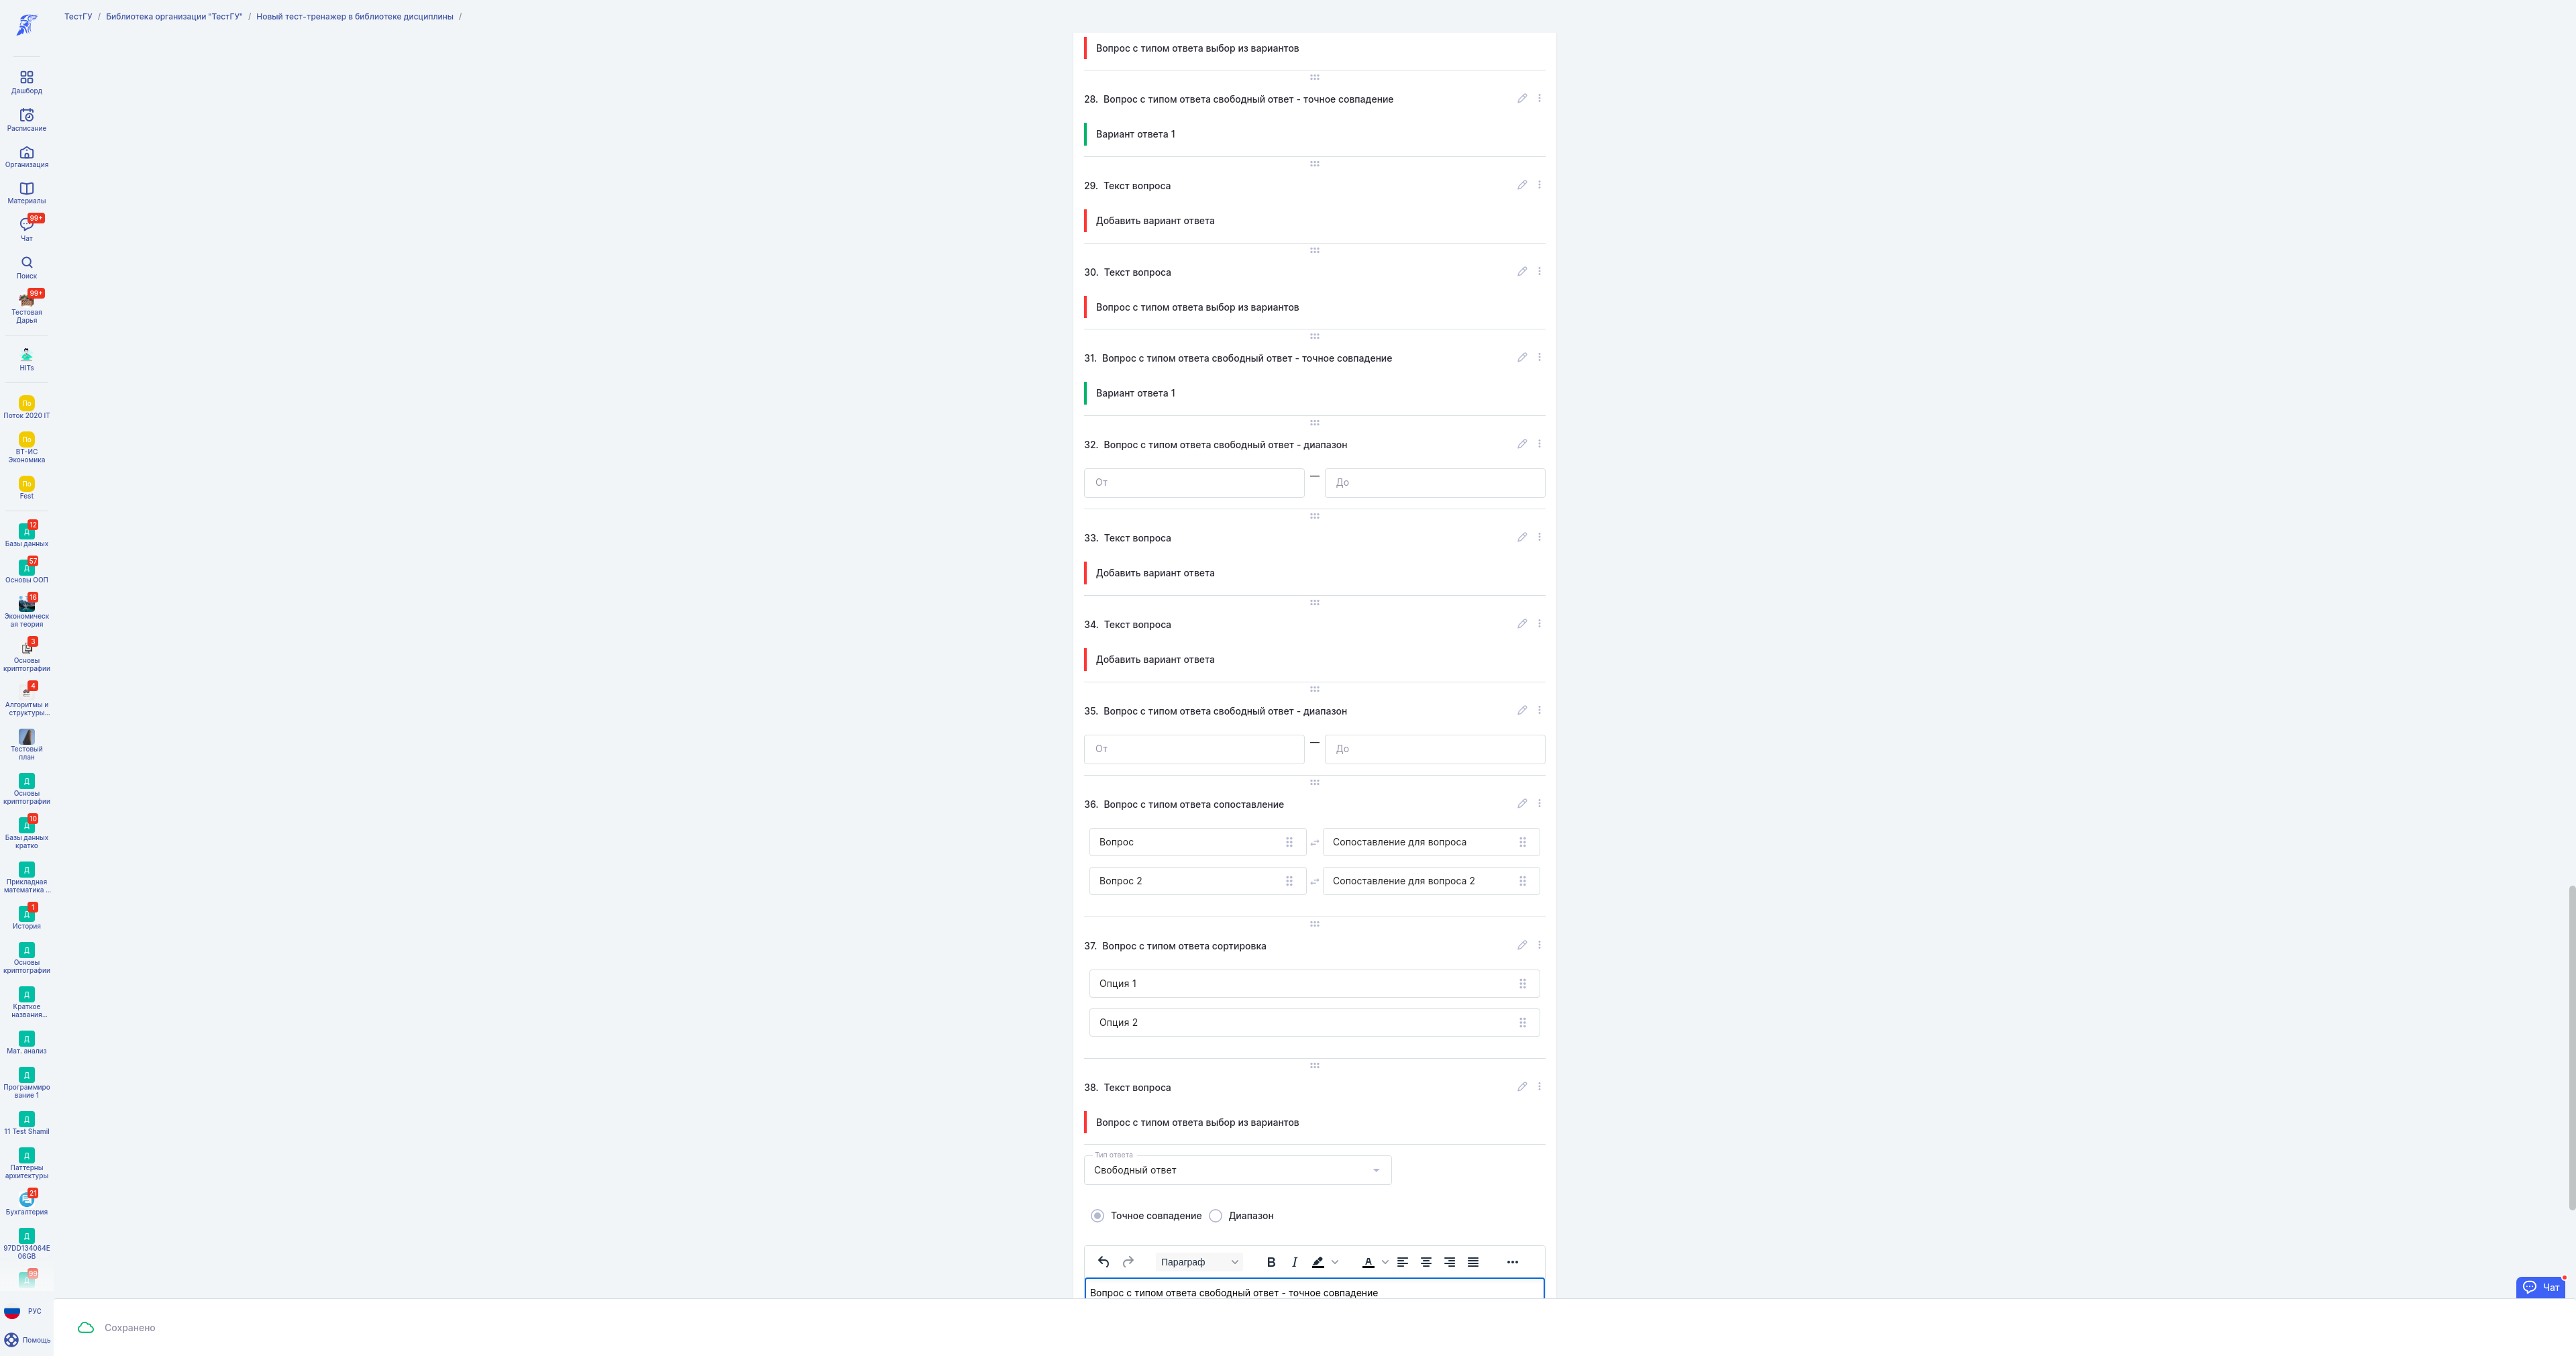 ТестГУ / Библиотека организации "ТестГУ" / Новый тест-тренажер в библиотеке дисциплины /
Дашборд
Расписание
Организация
Материалы
99+
Чат
Поиск
99+
Тестовая
Дарья
HITs
По
Поток 2020 IT
По
ВТ-ИС
Экономика
По
Fest
12
Д
Базы данных
57
Д
Основы ООП
16
Экономическ
ая теория
3
Основы
криптографии
4
Алгоритмы и
структуры...
Тестовый
план
Д
Основы
криптографии
10
Д
Базы данных
кратко
Д
Прикладная
математика ...
1
Д
История
Д
Основы
криптографии
Д
Краткое
названия...
Д
Мат. анализ
Д
Программиро
вание 1
Д
11 Test Shamil
Д
Паттерны
архитектуры
21
Бухгалтерия
Д
97DD134064E
06GB
99
Д
РУС
Помощь
Вопрос с типом ответа выбор из вариантов
28. Вопрос с типом ответа свободный ответ - точное совпадение
Вариант ответа 1
29. Текст вопроса
Добавить вариант ответа
30. Текст вопроса
Вопрос с типом ответа выбор из вариантов
31. Вопрос с типом ответа свободный ответ - точное совпадение
Вариант ответа 1
32. Вопрос с типом ответа свободный ответ - диапазон
От — До
33. Текст вопроса
Добавить вариант ответа
34. Текст вопроса
Добавить вариант ответа
35. Вопрос с типом ответа свободный ответ - диапазон
От — До
36. Вопрос с типом ответа сопоставление
Вопрос Сопоставление для вопроса
Вопрос 2 Сопоставление для вопроса 2
37. Вопрос с типом ответа сортировка
Опция 1
Опция 2
38. Текст вопроса
Вопрос с типом ответа выбор из вариантов
Тип ответа
Свободный ответ
Точное совпадение Диапазон
Параграф B I A
Вопрос с типом ответа свободный ответ - точное совпадение
Чат
Сохранено